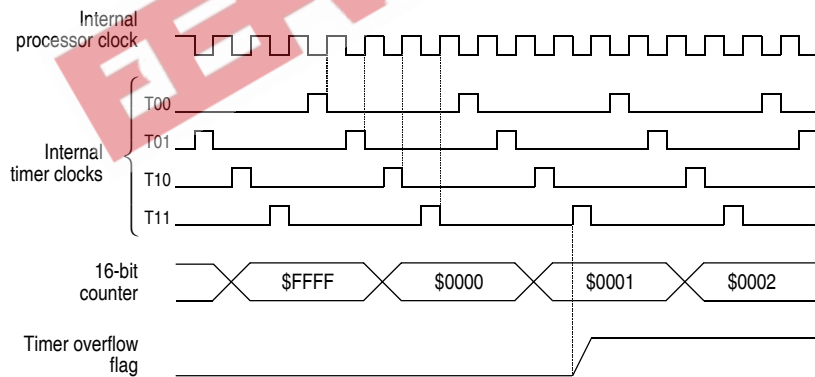 Internal
processor clock
T00
T01
Internal
timer clocks
T10
T11
16-bit
counter
$FFFF
$0000
$0001
$0002
Timer overflow
flag